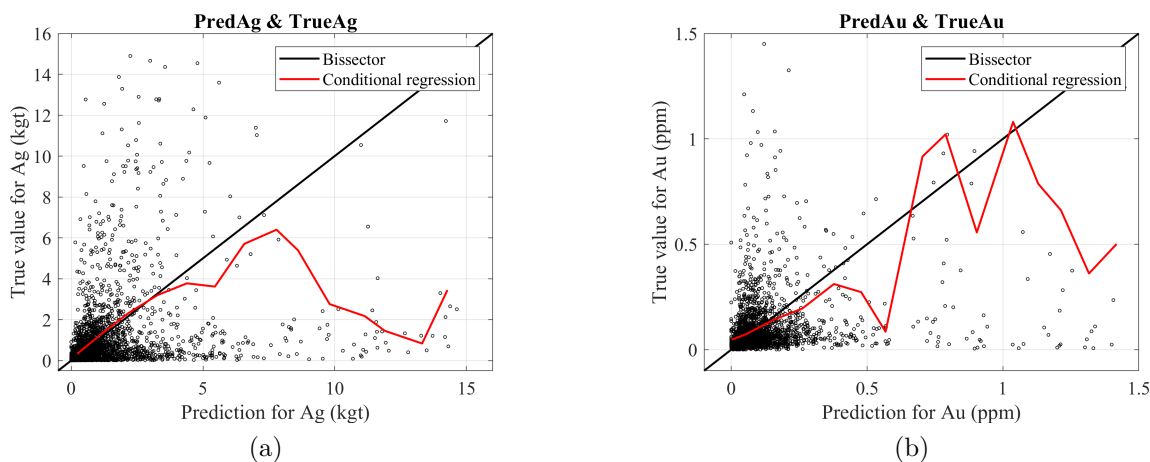 PredAg & TrueAg
16
14
12
10
8
6
4
2
0
0 5 10 15
True value for Ag (kgt)
Prediction for Ag (kgt)
Bissector
Conditional regression
(a)
PredAu & TrueAu
1.5
1
0.5
0
0 0.5 1 1.5
True value for Au (ppm)
Prediction for Au (ppm)
Bissector
Conditional regression
(b)